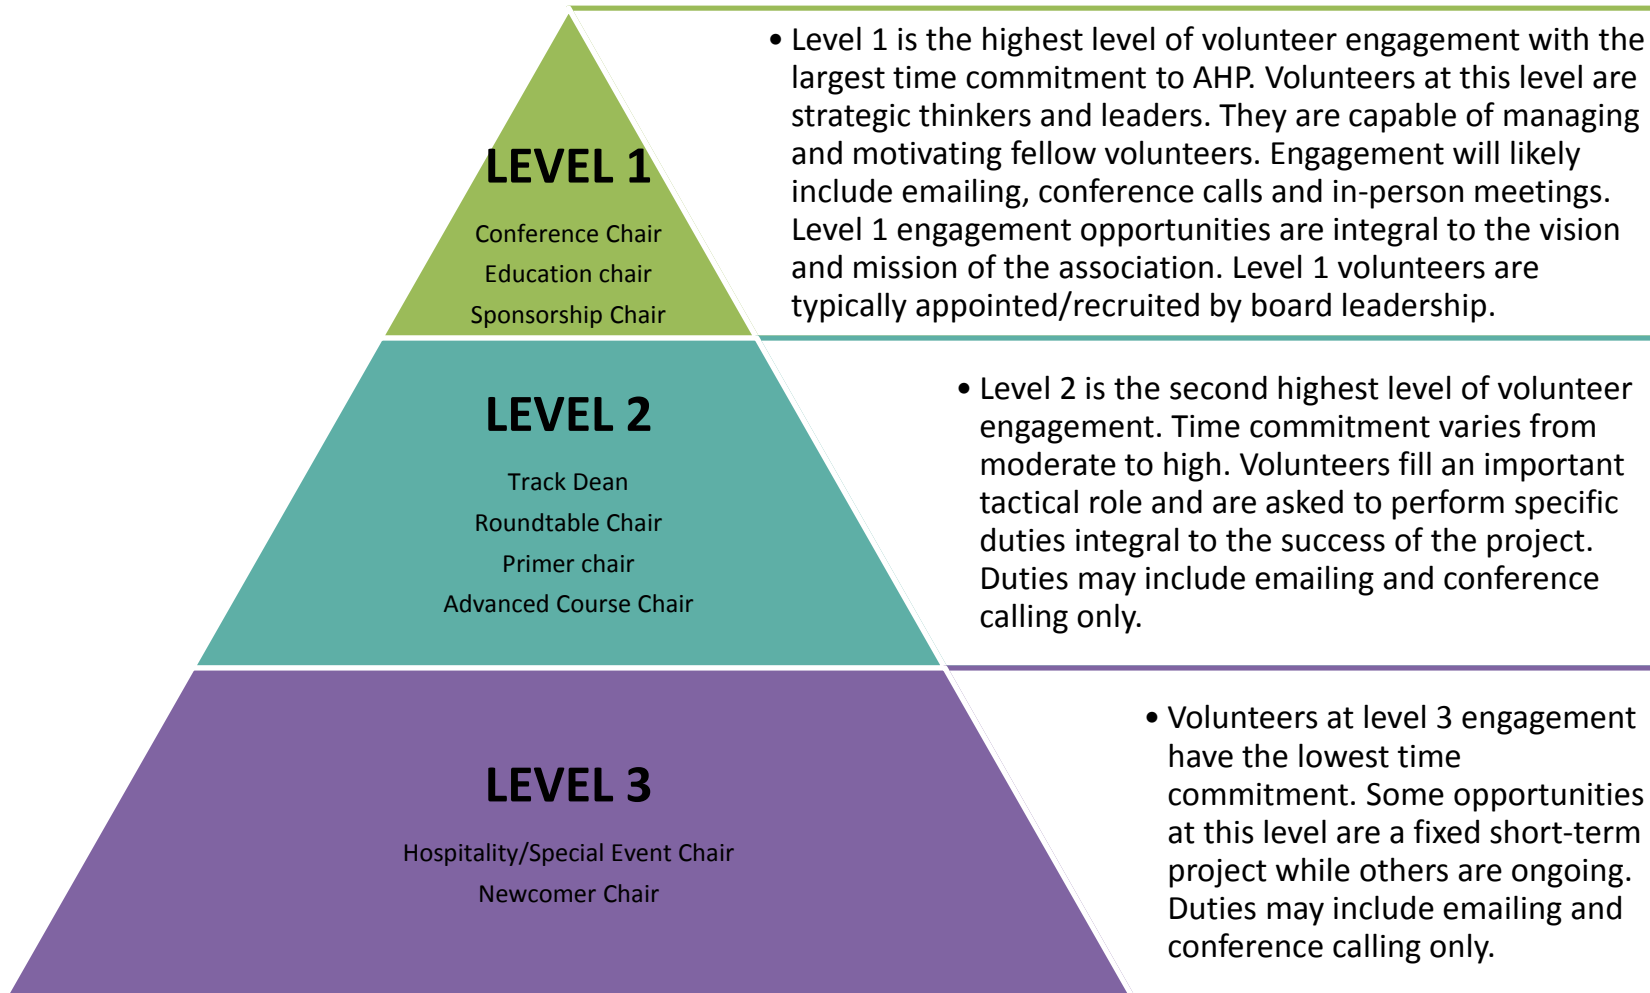 LEVEL 1
Conference Chair
Education chair
Sponsorship Chair
• Level 1 is the highest level of volunteer engagement with the
largest time commitment to AHP. Volunteers at this level are
strategic thinkers and leaders. They are capable of managing
and motivating fellow volunteers. Engagement will likely
include emailing, conference calls and in-person meetings.
Level 1 engagement opportunities are integral to the vision
and mission of the association. Level 1 volunteers are
typically appointed/recruited by board leadership.
LEVEL 2
Track Dean
Roundtable Chair
Primer chair
Advanced Course Chair
• Level 2 is the second highest level of volunteer
engagement. Time commitment varies from
moderate to high. Volunteers fill an important
tactical role and are asked to perform specific
duties integral to the success of the project.
Duties may include emailing and conference
calling only.
LEVEL 3
Hospitality/Special Event Chair
Newcomer Chair
• Volunteers at level 3 engagement
have the lowest time
commitment. Some opportunities
at this level are a fixed short-term
project while others are ongoing.
Duties may include emailing and
conference calling only.